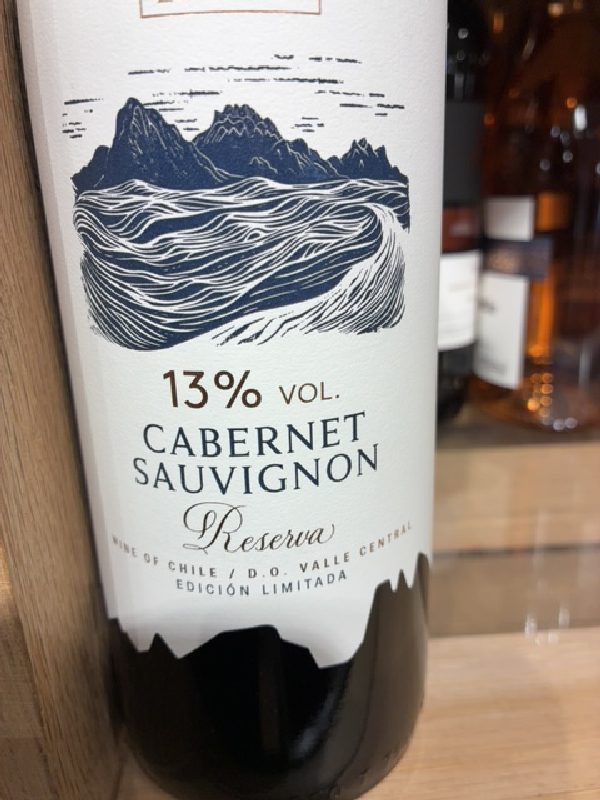 13% VOL.
CABERNET
SAUVIGNON
Reserva
WINE OF CHILE / D.O. VALLE CENTRAL
EDICIÓN LIMITADA